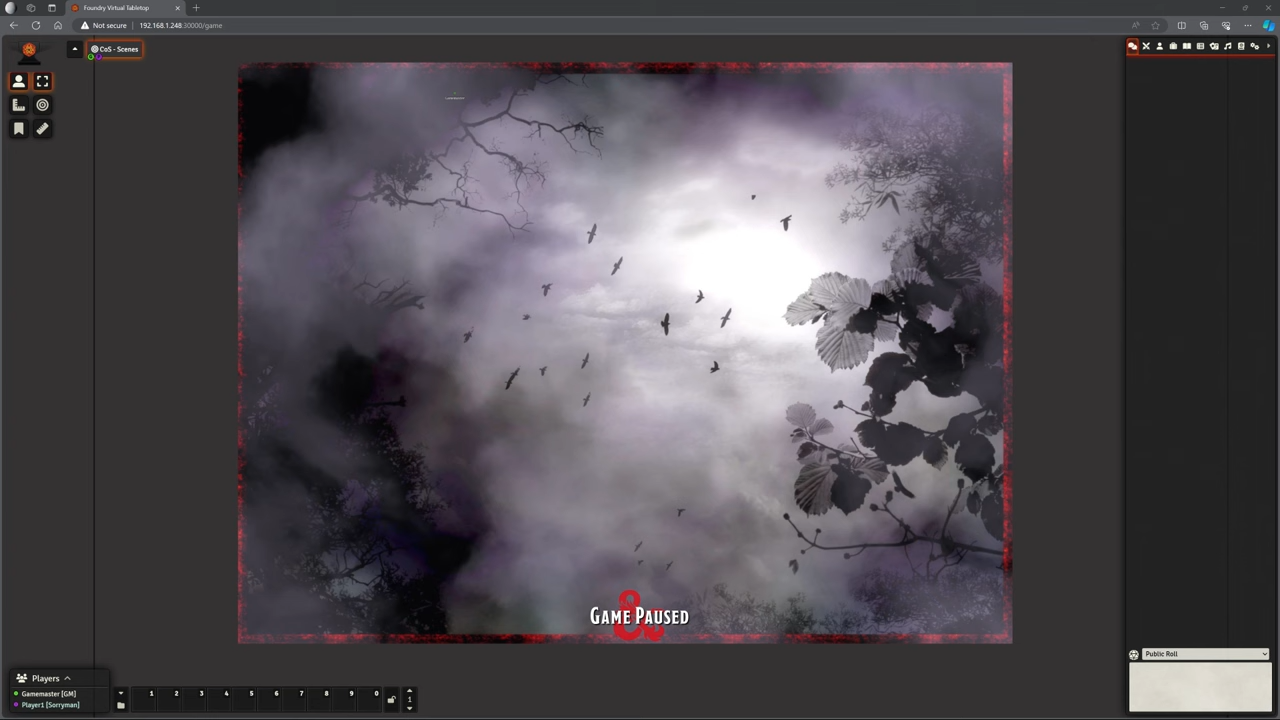 Foundry Virtual Tabletop
Not secure
192.168.1.248:30000/game
CoS - Scenes
G
Game Paused
&
Players
Gamemaster [GM]
Player1 [Sorryman]
1 2 3 4 5 6 7 8 9 0
1
Public Roll